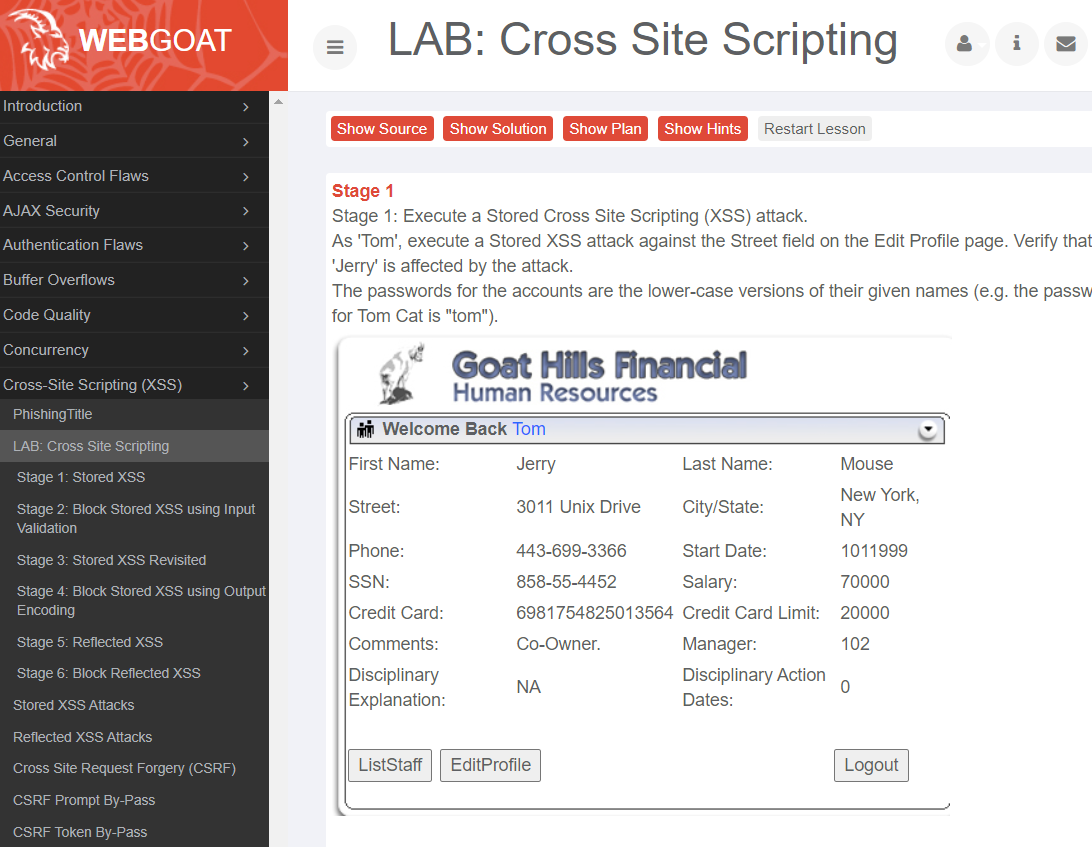 WEBGOAT
LAB: Cross Site Scripting
Introduction
General
Access Control Flaws
AJAX Security
Authentication Flaws
Buffer Overflows
Code Quality
Concurrency
Cross-Site Scripting (XSS)
PhishingTitle
LAB: Cross Site Scripting
Stage 1: Stored XSS
Stage 2: Block Stored XSS using Input
Validation
Stage 3: Stored XSS Revisited
Stage 4: Block Stored XSS using Output
Encoding
Stage 5: Reflected XSS
Stage 6: Block Reflected XSS
Stored XSS Attacks
Reflected XSS Attacks
Cross Site Request Forgery (CSRF)
CSRF Prompt By-Pass
CSRF Token By-Pass
Show Source Show Solution Show Plan Show Hints Restart Lesson
Stage 1
Stage 1: Execute a Stored Cross Site Scripting (XSS) attack.
As 'Tom', execute a Stored XSS attack against the Street field on the Edit Profile page. Verify that
'Jerry' is affected by the attack.
The passwords for the accounts are the lower-case versions of their given names (e.g. the passw
for Tom Cat is "tom").
Goat Hills Financial
Human Resources
Welcome Back Tom
First Name: Jerry Last Name: Mouse
Street: 3011 Unix Drive City/State: New York,
NY
Phone: 443-699-3366 Start Date: 1011999
SSN: 858-55-4452 Salary: 70000
Credit Card: 6981754825013564 Credit Card Limit: 20000
Comments: Co-Owner. Manager: 102
Disciplinary
Explanation: NA Disciplinary Action
Dates: 0
ListStaff EditProfile Logout